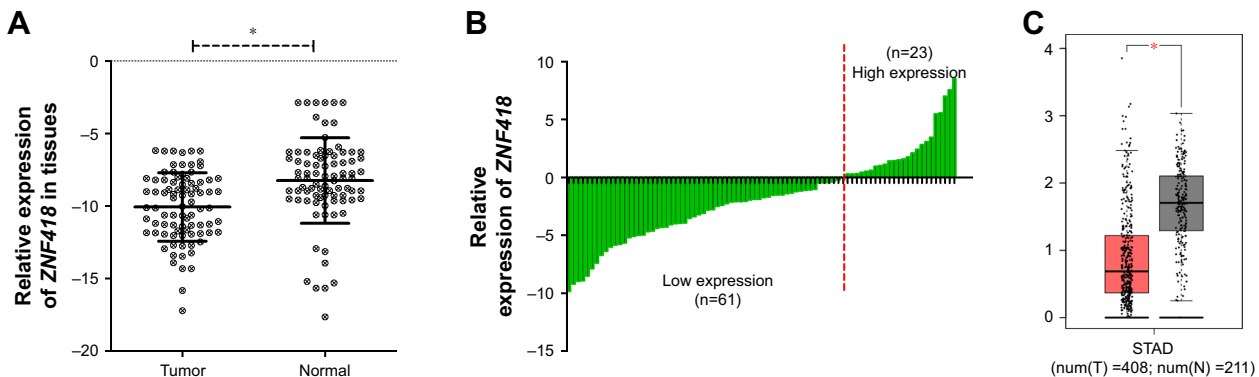 A
*
Relative expression
of ZNF418 in tissues
0
–5
–10
–15
–20
Tumor
Normal
B
Relative
expression of ZNF418
10
5
0
–5
–10
–15
(n=23)
High expression
Low expression
(n=61)
C
*
4
3
2
1
0
STAD
(num(T) =408; num(N) =211)